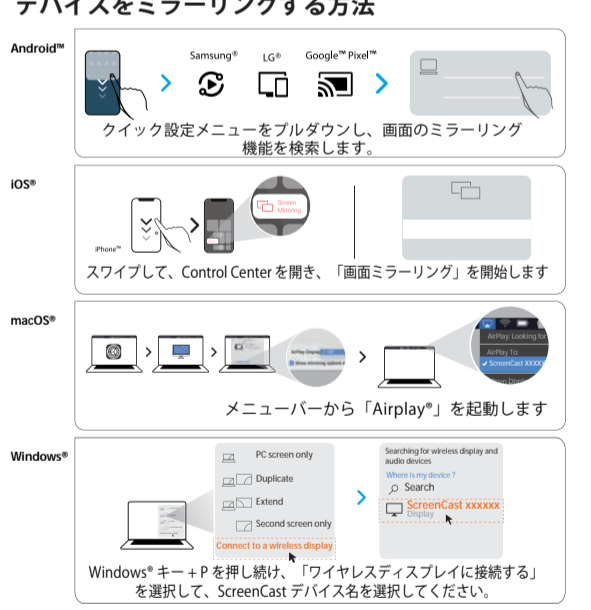 デバイスをミラーリングする方法
Android™
Samsung®
LG®
Google™ Pixel™
クイック設定メニューをプルダウンし、画面のミラーリング
機能を検索します。
iOS®
iPhone™
Screen
Mirroring
スワイプして、Control Center を開き、「画面ミラーリング」を開始します
macOS®
AirPlay Display
Show mirroring options
AirPlay: Looking for
AirPlay To:
✓ ScreenCast XXXXX
メニューバーから「Airplay®」を起動します
Windows®
PC screen only
Duplicate
Extend
Second screen only
Connect to a wireless display
Searching for wireless display and
audio devices
Where is my device ?
Search
ScreenCast xxxxxx
Display
Windows® キー + P を押し続け、「ワイヤレスディスプレイに接続する」
を選択して、ScreenCast デバイス名を選択してください。